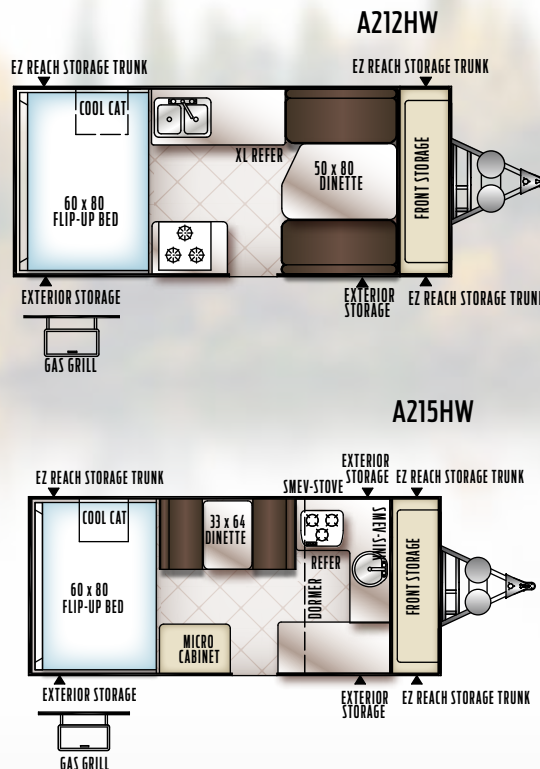 A212HW
EZ REACH STORAGE TRUNK
EZ REACH STORAGE TRUNK
COOL CAT
XL REFER
50 x 80
DINETTE
FRONT STORAGE
60 x 80
FLIP-UP BED
EXTERIOR STORAGE
EXTERIOR
STORAGE
EZ REACH STORAGE TRUNK
GAS GRILL
A215HW
EXTERIOR
STORAGE
EZ REACH STORAGE TRUNK
EZ REACH STORAGE TRUNK
SMEV-STOVE
COOL CAT
33 x 64
DINETTE
SMEV-SINK
REFER
DORMER
FRONT STORAGE
60 x 80
FLIP-UP BED
MICRO
CABINET
EXTERIOR STORAGE
EXTERIOR
STORAGE
EZ REACH STORAGE TRUNK
GAS GRILL